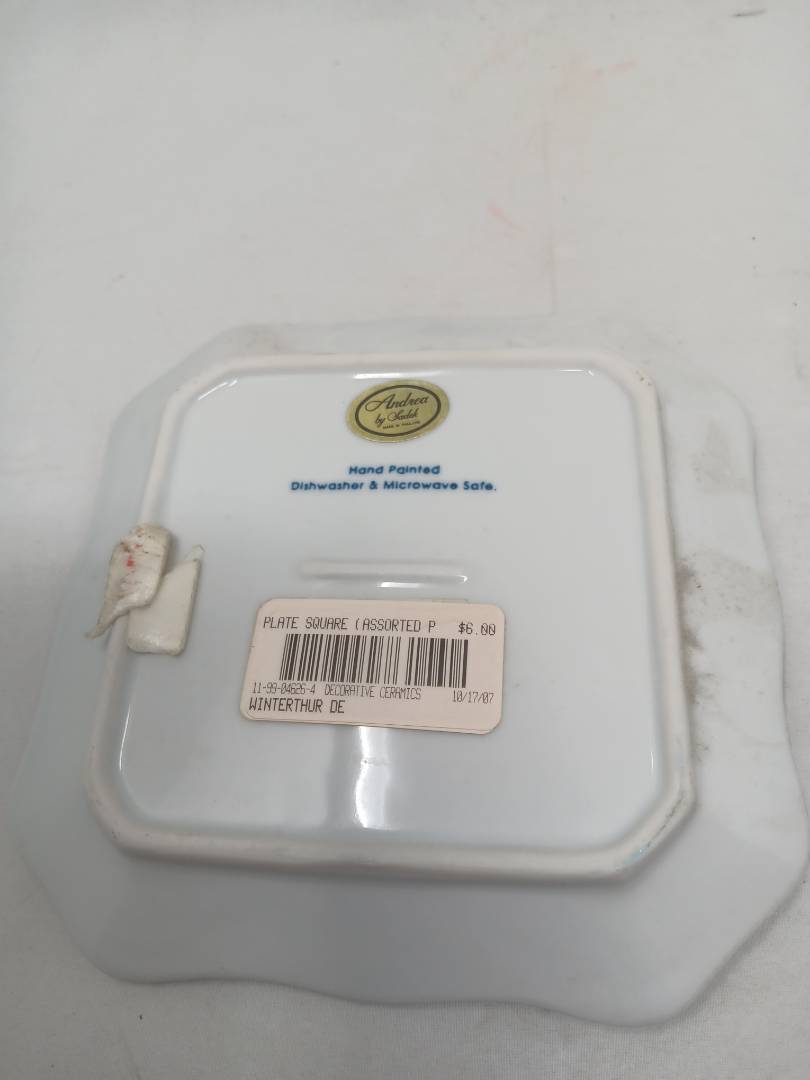 Andrea
by Sadek
Hand Painted
Dishwasher & Microwave Safe.
PLATE SQUARE (ASSORTED P $6.00
11-99-04626-4 DECORATIVE CERAMICS 10/17/07
WINTERTHUR DE